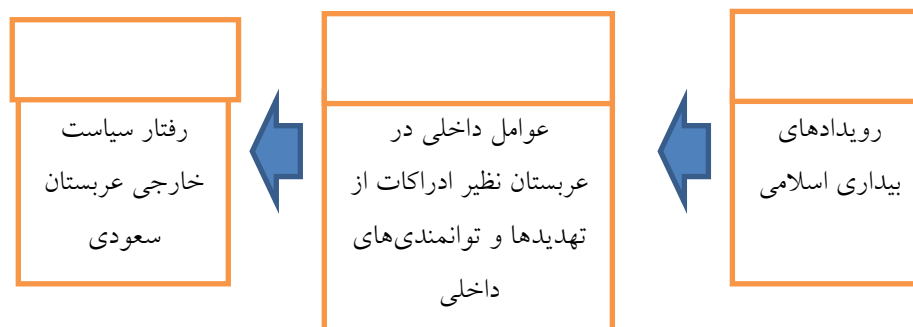 رویدادهای
بیداری اسلامی
عوامل داخلی در
عربستان نظیر ادراکات از
تهدیدها و توانمندی‌های
داخلی
رفتار سیاست
خارجی عربستان
سعودی